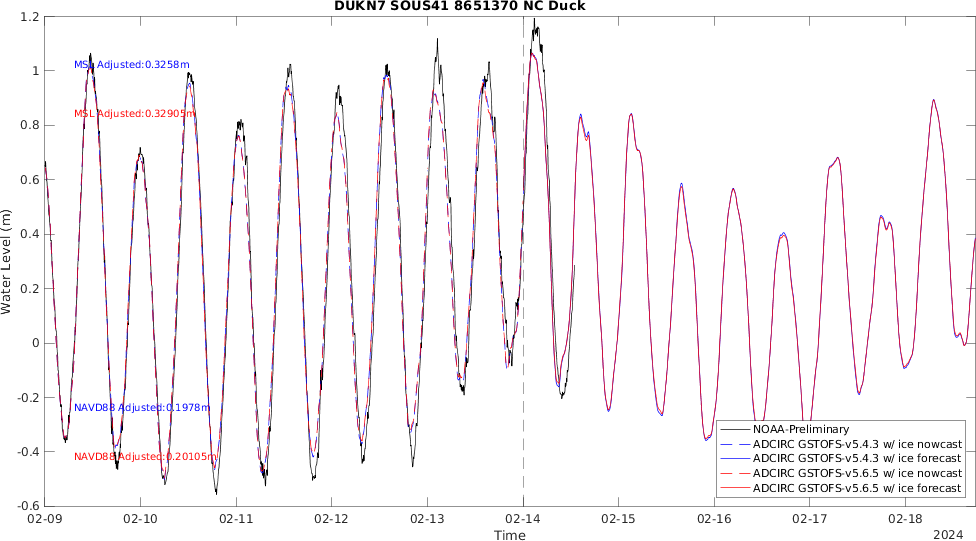 DUKN7 SOUS41 8651370 NC Duck
1.2
1
0.8
0.6
0.4
0.2
0
-0.2
-0.4
-0.6
Water Level (m)
MSL Adjusted:0.3258m
MSL Adjusted:0.32905m
NAVD88 Adjusted:0.1978m
NAVD88 Adjusted:0.20105m
NOAA-Preliminary
ADCIRC GSTOFS-v5.4.3 w/ ice nowcast
ADCIRC GSTOFS-v5.4.3 w/ ice forecast
ADCIRC GSTOFS-v5.6.5 w/ ice nowcast
ADCIRC GSTOFS-v5.6.5 w/ ice forecast
02-09 02-10 02-11 02-12 02-13 02-14 02-15 02-16 02-17 02-18
Time
2024